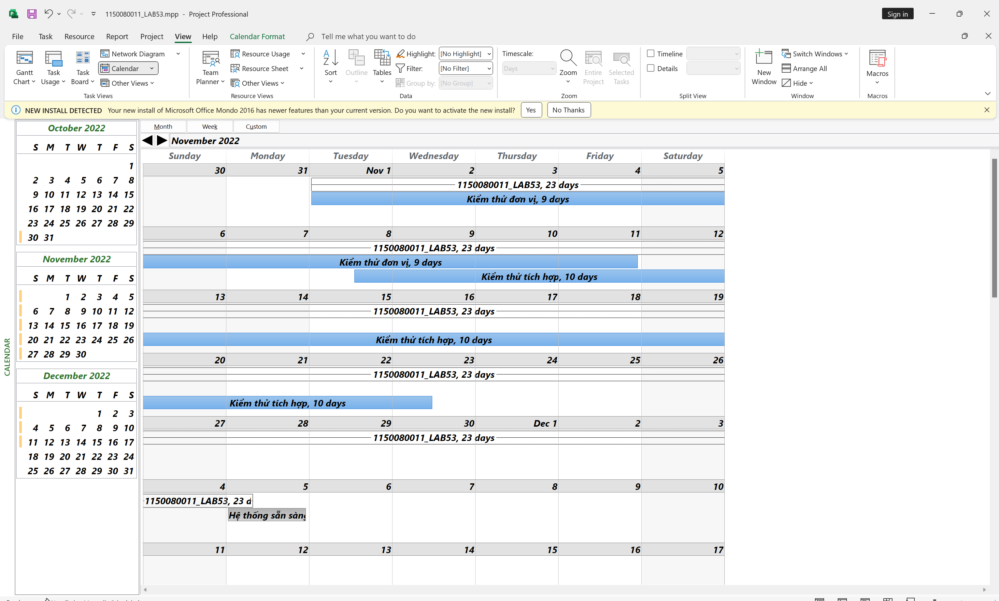 1150080011_LAB53.mpp - Project Professional
Sign in
File Task Resource Report Project View Help Calendar Format Tell me what you want to do
Gantt Chart
Task Usage
Task Board
Network Diagram
Calendar
Other Views
Task Views
Team Planner
Resource Usage
Resource Sheet
Other Views
Resource Views
Sort
Outline
Tables
Highlight: [No Highlight]
Filter: [No Filter]
Group by: [No Group]
Data
Timescale:
Days
Zoom
Entire Project
Selected Tasks
Zoom
Timeline
Details
Split View
New Window
Switch Windows
Arrange All
Hide
Window
Macros
Macros
NEW INSTALL DETECTED Your new install of Microsoft Office Mondo 2016 has newer features than your current version. Do you want to activate the new install? Yes No Thanks
CALENDAR
October 2022
S M T W T F S
1
2 3 4 5 6 7 8
9 10 11 12 13 14 15
16 17 18 19 20 21 22
23 24 25 26 27 28 29
30 31
November 2022
S M T W T F S
1 2 3 4 5
6 7 8 9 10 11 12
13 14 15 16 17 18 19
20 21 22 23 24 25 26
27 28 29 30
December 2022
S M T W T F S
1 2 3
4 5 6 7 8 9 10
11 12 13 14 15 16 17
18 19 20 21 22 23 24
25 26 27 28 29 30 31
Month Week Custom
November 2022
Sunday Monday Tuesday Wednesday Thursday Friday Saturday
30 31 Nov 1 2 3 4 5
1150080011_LAB53, 23 days
Kiểm thử đơn vị, 9 days
6 7 8 9 10 11 12
1150080011_LAB53, 23 days
Kiểm thử đơn vị, 9 days
Kiểm thử tích hợp, 10 days
13 14 15 16 17 18 19
1150080011_LAB53, 23 days
Kiểm thử tích hợp, 10 days
20 21 22 23 24 25 26
1150080011_LAB53, 23 days
Kiểm thử tích hợp, 10 days
27 28 29 30 Dec 1 2 3
1150080011_LAB53, 23 days
4 5 6 7 8 9 10
1150080011_LAB53, 23 d
Hệ thống sẵn sàng
11 12 13 14 15 16 17